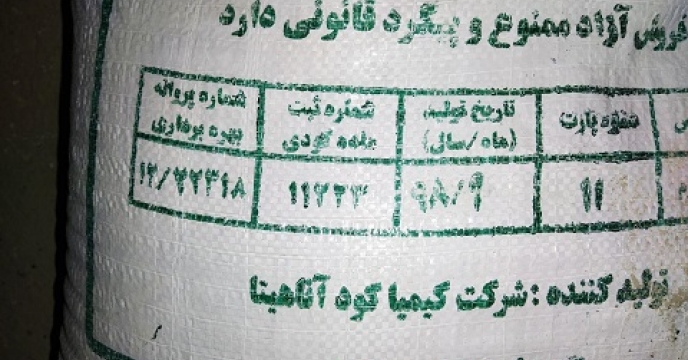 فروش آزاد ممنوع و پیگرد قانونی دارد
شماره پارت
تاریخ تولید (ماه/سال)
شماره ثبت ماده کودی
شماره پروانه بهره برداری
۱۱
۹۸/۹
۱۱۲۲۳
۱۲/۲۲۳۱۸
تولید کننده : شرکت کیمیا کود آناهیتا